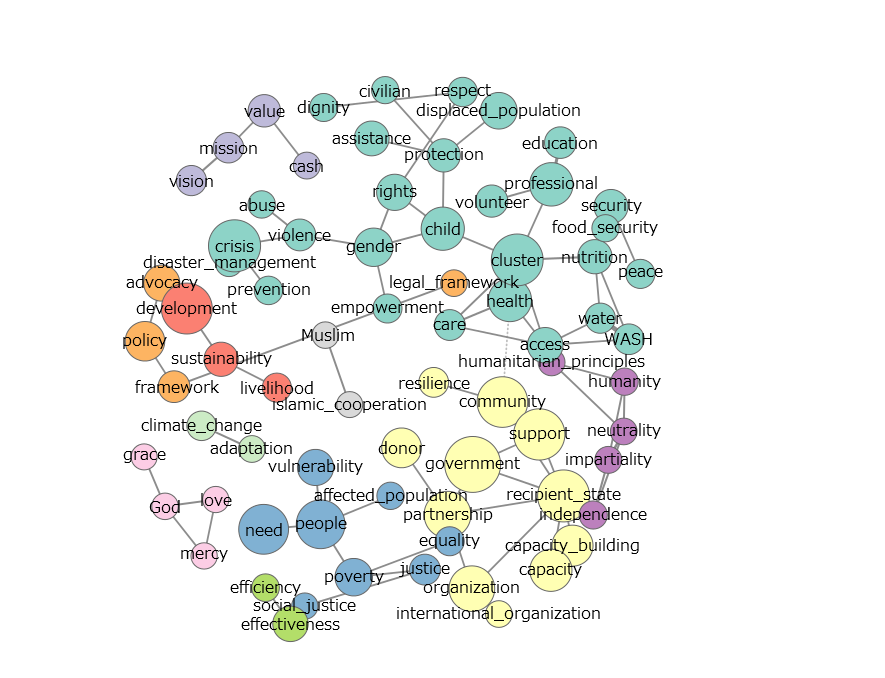 civilian
respect
dignity
value
displaced_population
assistance
education
mission
protection
cash
vision
professional
rights
volunteer
abuse
security
child
food_security
violence
crisis
gender
nutrition
cluster
disaster_management
peace
advocacy
legal_framework
prevention
health
development
empowerment
water
care
Muslim
WASH
policy
access
sustainability
humanitarian_principles
humanity
resilience
framework
livelihood
community
islamic_cooperation
climate_change
neutrality
support
adaptation
donor
grace
impartiality
government
vulnerability
affected_population
recipient_state
love
God
partnership
independence
people
need
equality
capacity_building
mercy
justice
capacity
poverty
efficiency
organization
social_justice
international_organization
effectiveness